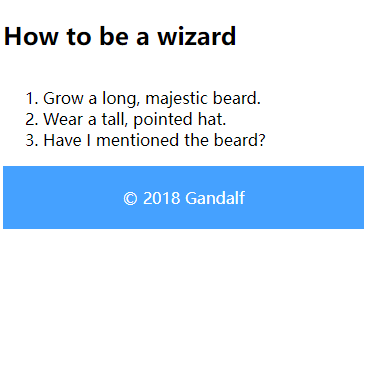 How to be a wizard
1. Grow a long, majestic beard.
2. Wear a tall, pointed hat.
3. Have I mentioned the beard?
© 2018 Gandalf